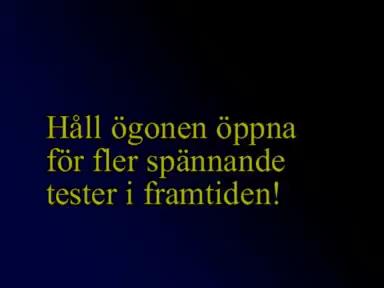 Håll ögonen öppna
för fler spännande
tester i framtiden!